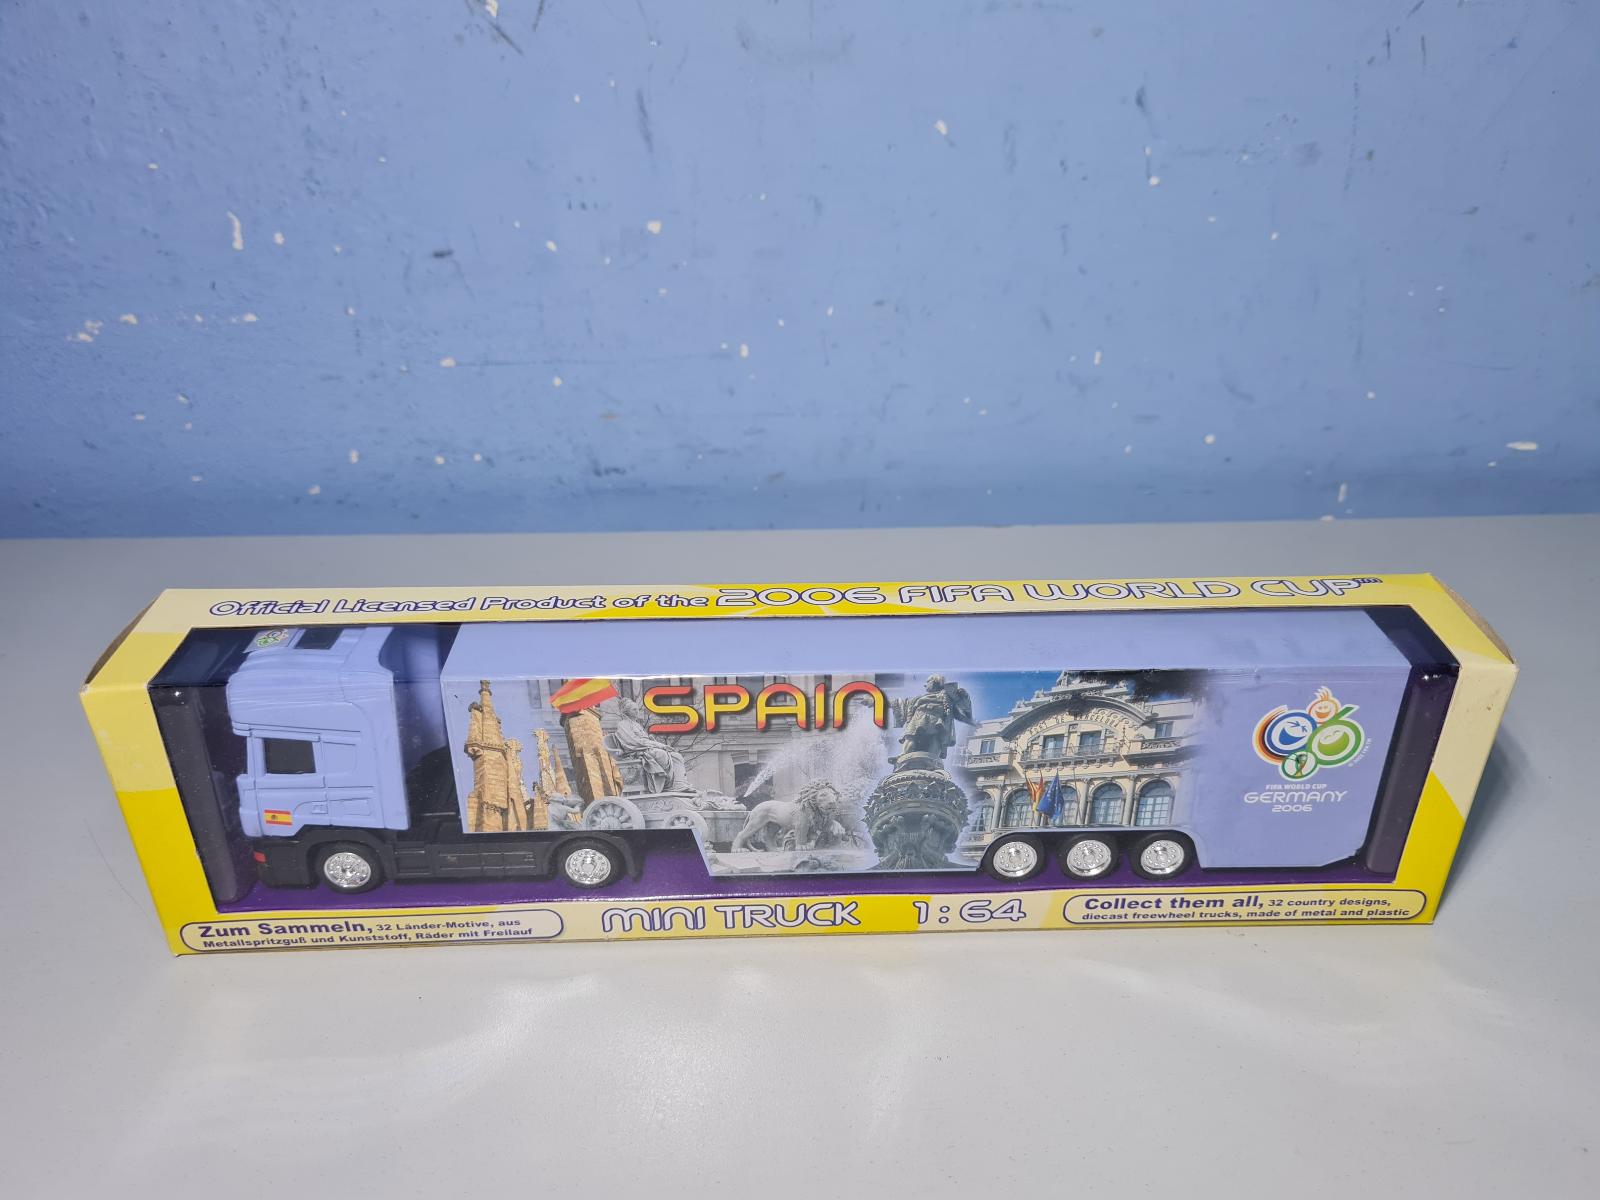 Official Licensed Product of the 2006 FIFA WORLD CUP™
SPAIN
FIFA WORLD CUP
GERMANY
2006
Zum Sammeln, 32 Länder-Motive, aus
Metallspritzguß und Kunststoff, Räder mit Freilauf
MINI TRUCK 1:64
Collect them all, 32 country designs,
diecast freewheel trucks, made of metal and plastic